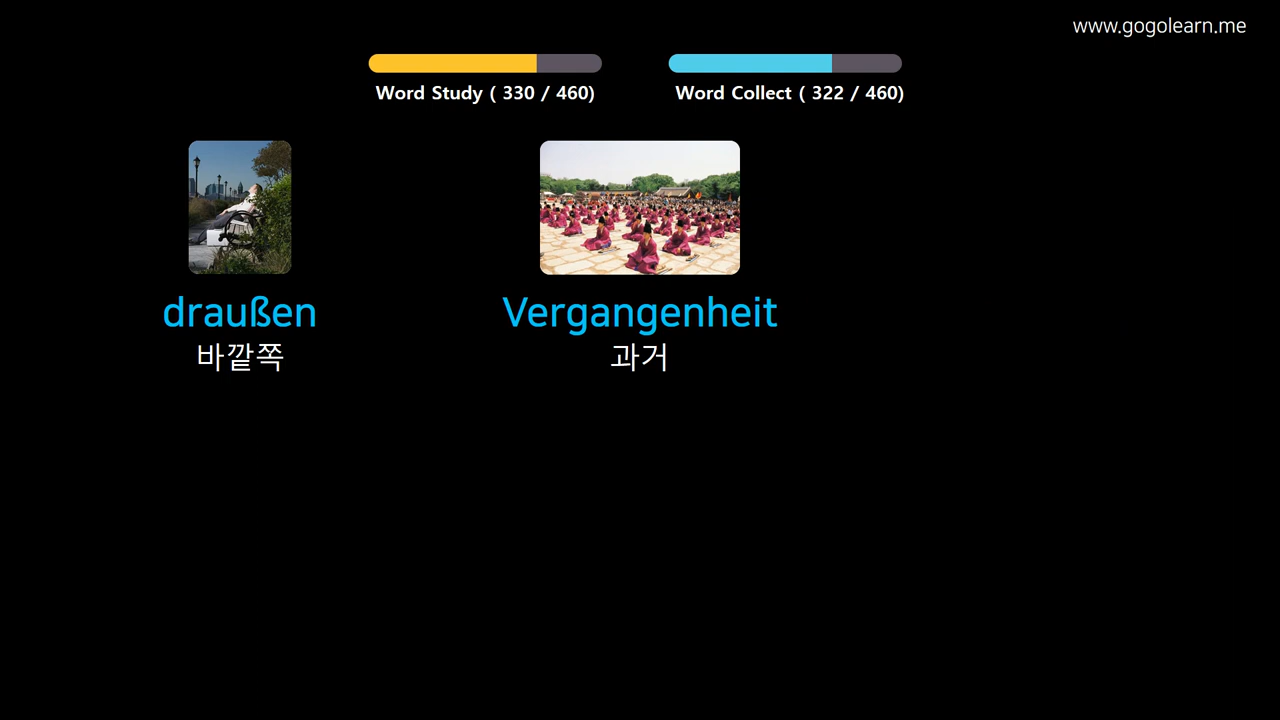 www.gogolearn.me
Word Study ( 330 / 460)
Word Collect ( 322 / 460)
draußen
바깥쪽
Vergangenheit
과거